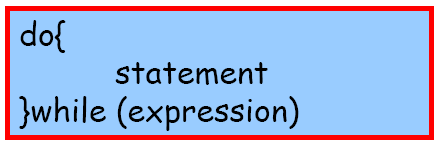 do{
statement
}while (expression)